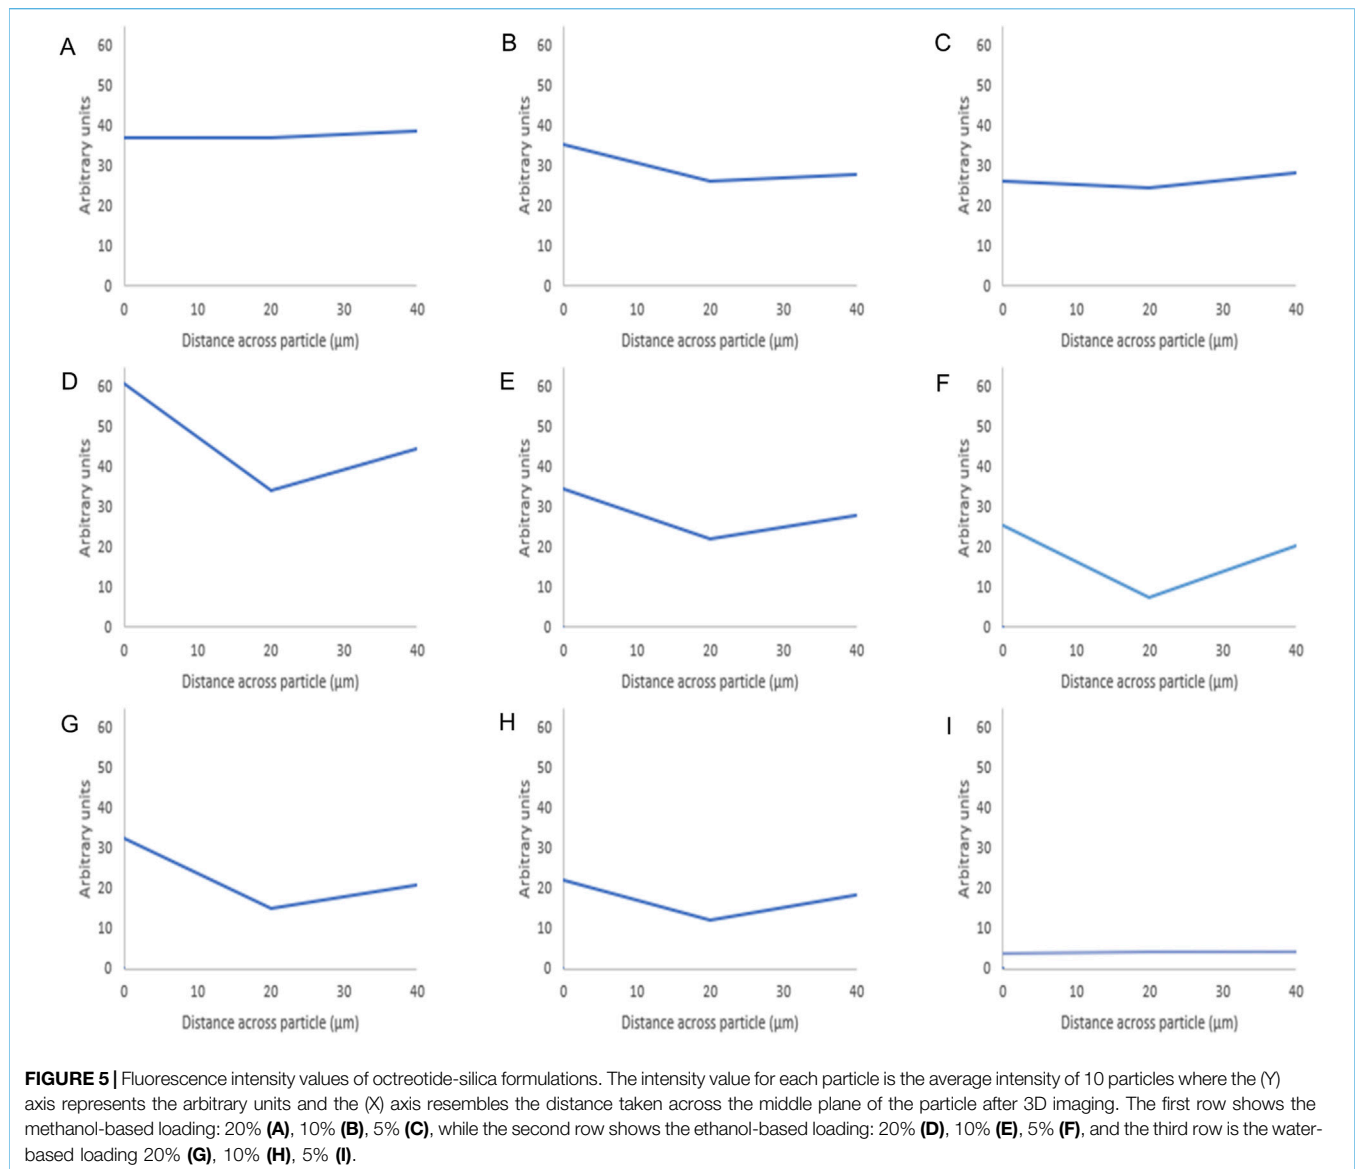 A
60
50
40
30
20
10
0
Arbitrary units
0 10 20 30 40
Distance across particle (µm)
B
60
50
40
30
20
10
0
Arbitrary units
0 10 20 30 40
Distance across particle (µm)
C
60
50
40
30
20
10
0
Arbitrary units
0 10 20 30 40
Distance across particle (µm)
D
60
50
40
30
20
10
0
Arbitrary units
0 10 20 30 40
Distance across particle (µm)
E
60
50
40
30
20
10
0
Arbitrary units
0 10 20 30 40
Distance across particle (µm)
F
60
50
40
30
20
10
0
Arbitrary units
0 10 20 30 40
Distance across particle (µm)
G
60
50
40
30
20
10
0
Arbitrary units
0 10 20 30 40
Distance across particle (µm)
H
60
50
40
30
20
10
0
Arbitrary units
0 10 20 30 40
Distance across particle (µm)
I
60
50
40
30
20
10
0
Arbitrary units
0 10 20 30 40
Distance across particle (µm)
FIGURE 5 | Fluorescence intensity values of octreotide-silica formulations. The intensity value for each particle is the average intensity of 10 particles where the (Y)
axis represents the arbitrary units and the (X) axis resembles the distance taken across the middle plane of the particle after 3D imaging. The first row shows the
methanol-based loading: 20% (A), 10% (B), 5% (C), while the second row shows the ethanol-based loading: 20% (D), 10% (E), 5% (F), and the third row is the water-
based loading 20% (G), 10% (H), 5% (I).